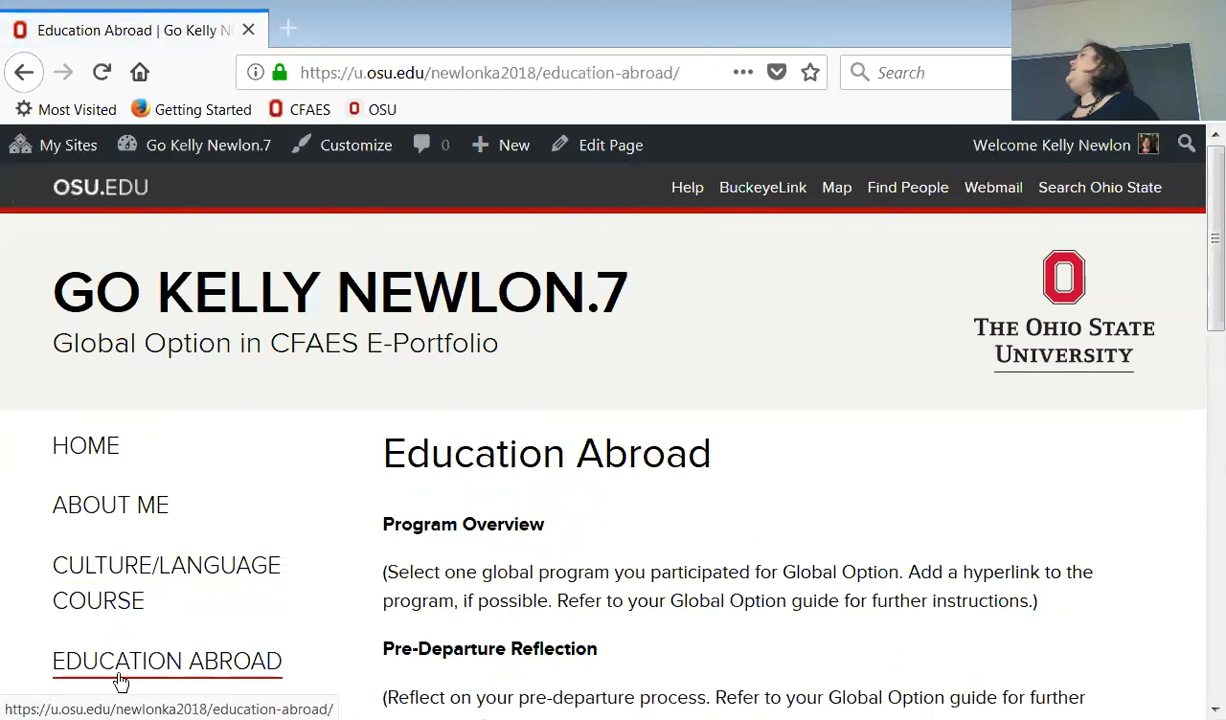 Education Abroad | Go Kelly N
https://u.osu.edu/newlonka2018/education-abroad/
Search
Most Visited Getting Started CFAES OSU
My Sites Go Kelly Newlon.7 Customize 0 New Edit Page Welcome Kelly Newlon
OSU.EDU Help BuckeyeLink Map Find People Webmail Search Ohio State
GO KELLY NEWLON.7
Global Option in CFAES E-Portfolio
THE OHIO STATE
UNIVERSITY
HOME
ABOUT ME
CULTURE/LANGUAGE
COURSE
EDUCATION ABROAD
Education Abroad
Program Overview
(Select one global program you participated for Global Option. Add a hyperlink to the
program, if possible. Refer to your Global Option guide for further instructions.)
Pre-Departure Reflection
(Reflect on your pre-departure process. Refer to your Global Option guide for further
https://u.osu.edu/newlonka2018/education-abroad/